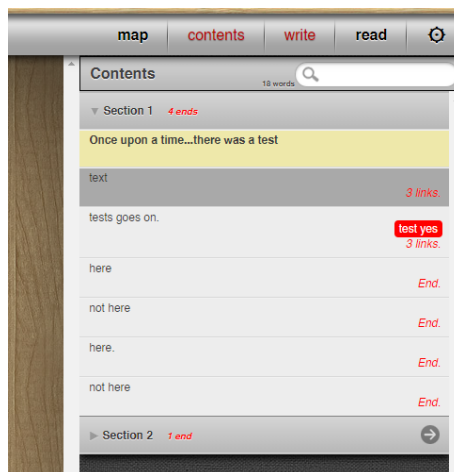 map contents write read
Contents
18 words
Section 1 4 ends
Once upon a time...there was a test
text
3 links.
tests goes on.
test yes
3 links.
here
End.
not here
End.
here.
End.
not here
End.
Section 2 1 end